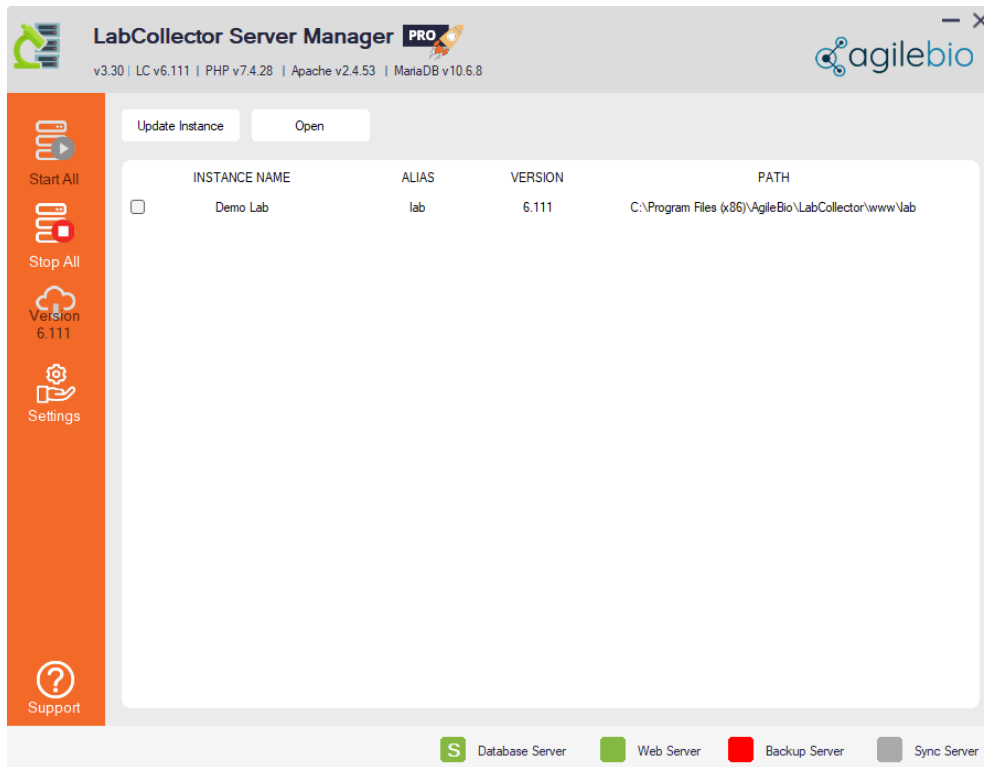 LabCollector Server Manager PRO
agilebio
v3.30 | LC v6.111 | PHP v7.4.28 | Apache v2.4.53 | MariaDB v10.6.8
Update Instance Open
Start All
Stop All
Version
6.111
Settings
Support
INSTANCE NAME ALIAS VERSION PATH
Demo Lab lab 6.111 C:\Program Files (x86)\AgileBio\LabCollector\www\lab
S Database Server Web Server Backup Server Sync Server